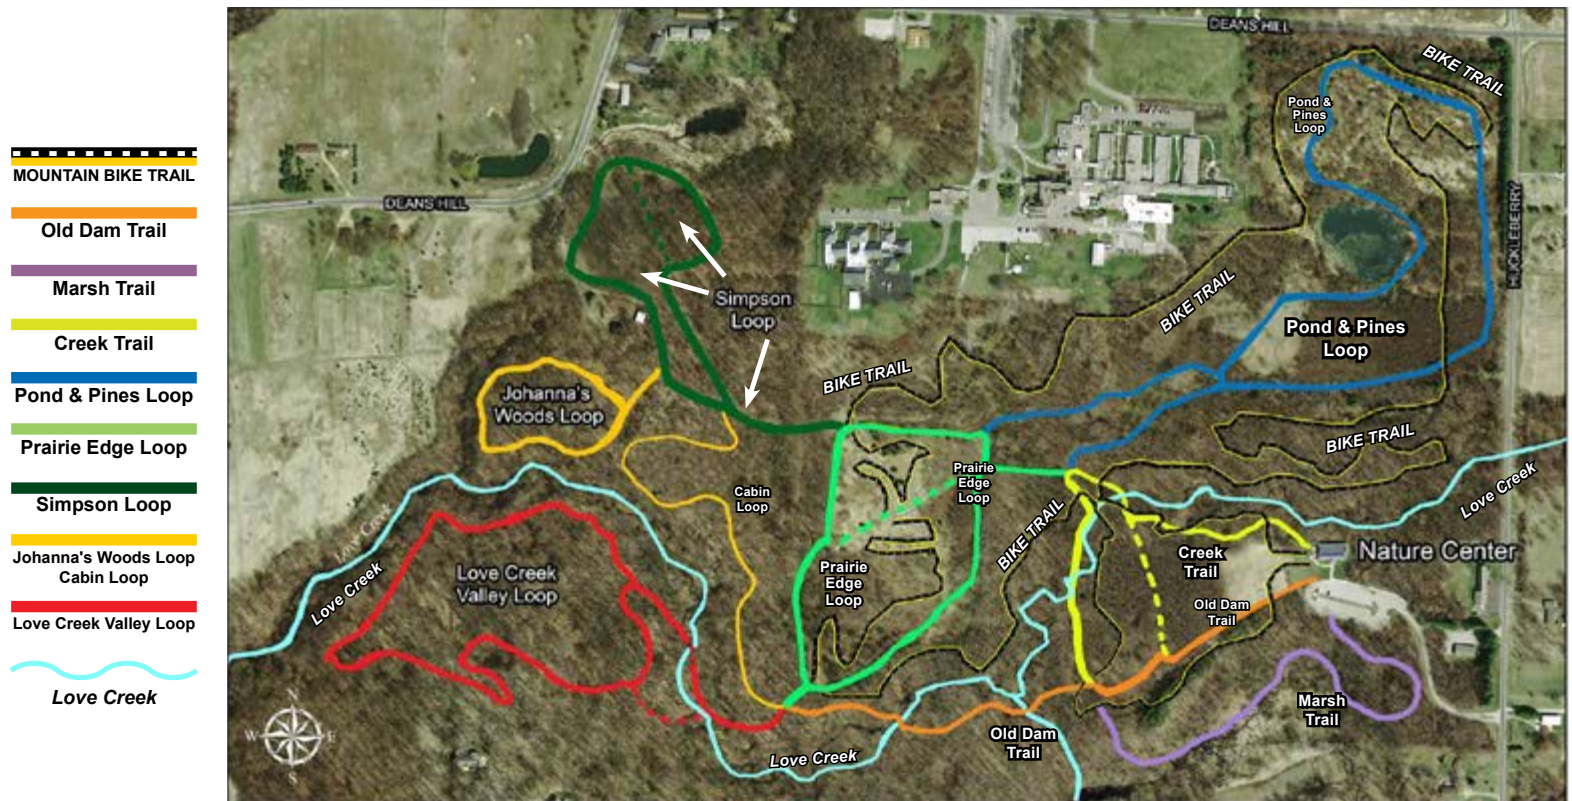 MOUNTAIN BIKE TRAIL
Old Dam Trail
Marsh Trail
Creek Trail
Pond & Pines Loop
Prairie Edge Loop
Simpson Loop
Johanna's Woods Loop
Cabin Loop
Love Creek Valley Loop
Love Creek
DEANS HILL
BIKE TRAIL
Pond &
Pines
Loop
DEANS HILL
HUCKLEBERRY
Simpson
Loop
BIKE TRAIL
Pond & Pines
Loop
BIKE TRAIL
Johanna's
Woods Loop
BIKE TRAIL
Prairie
Edge
Loop
Cabin
Loop
Love Creek
Love Creek
BIKE TRAIL
Nature Center
Creek
Trail
Love Creek
Valley Loop
Love Creek
Prairie
Edge
Loop
Old Dam
Trail
Marsh
Trail
Old Dam
Trail
Love Creek
N
W
E
S